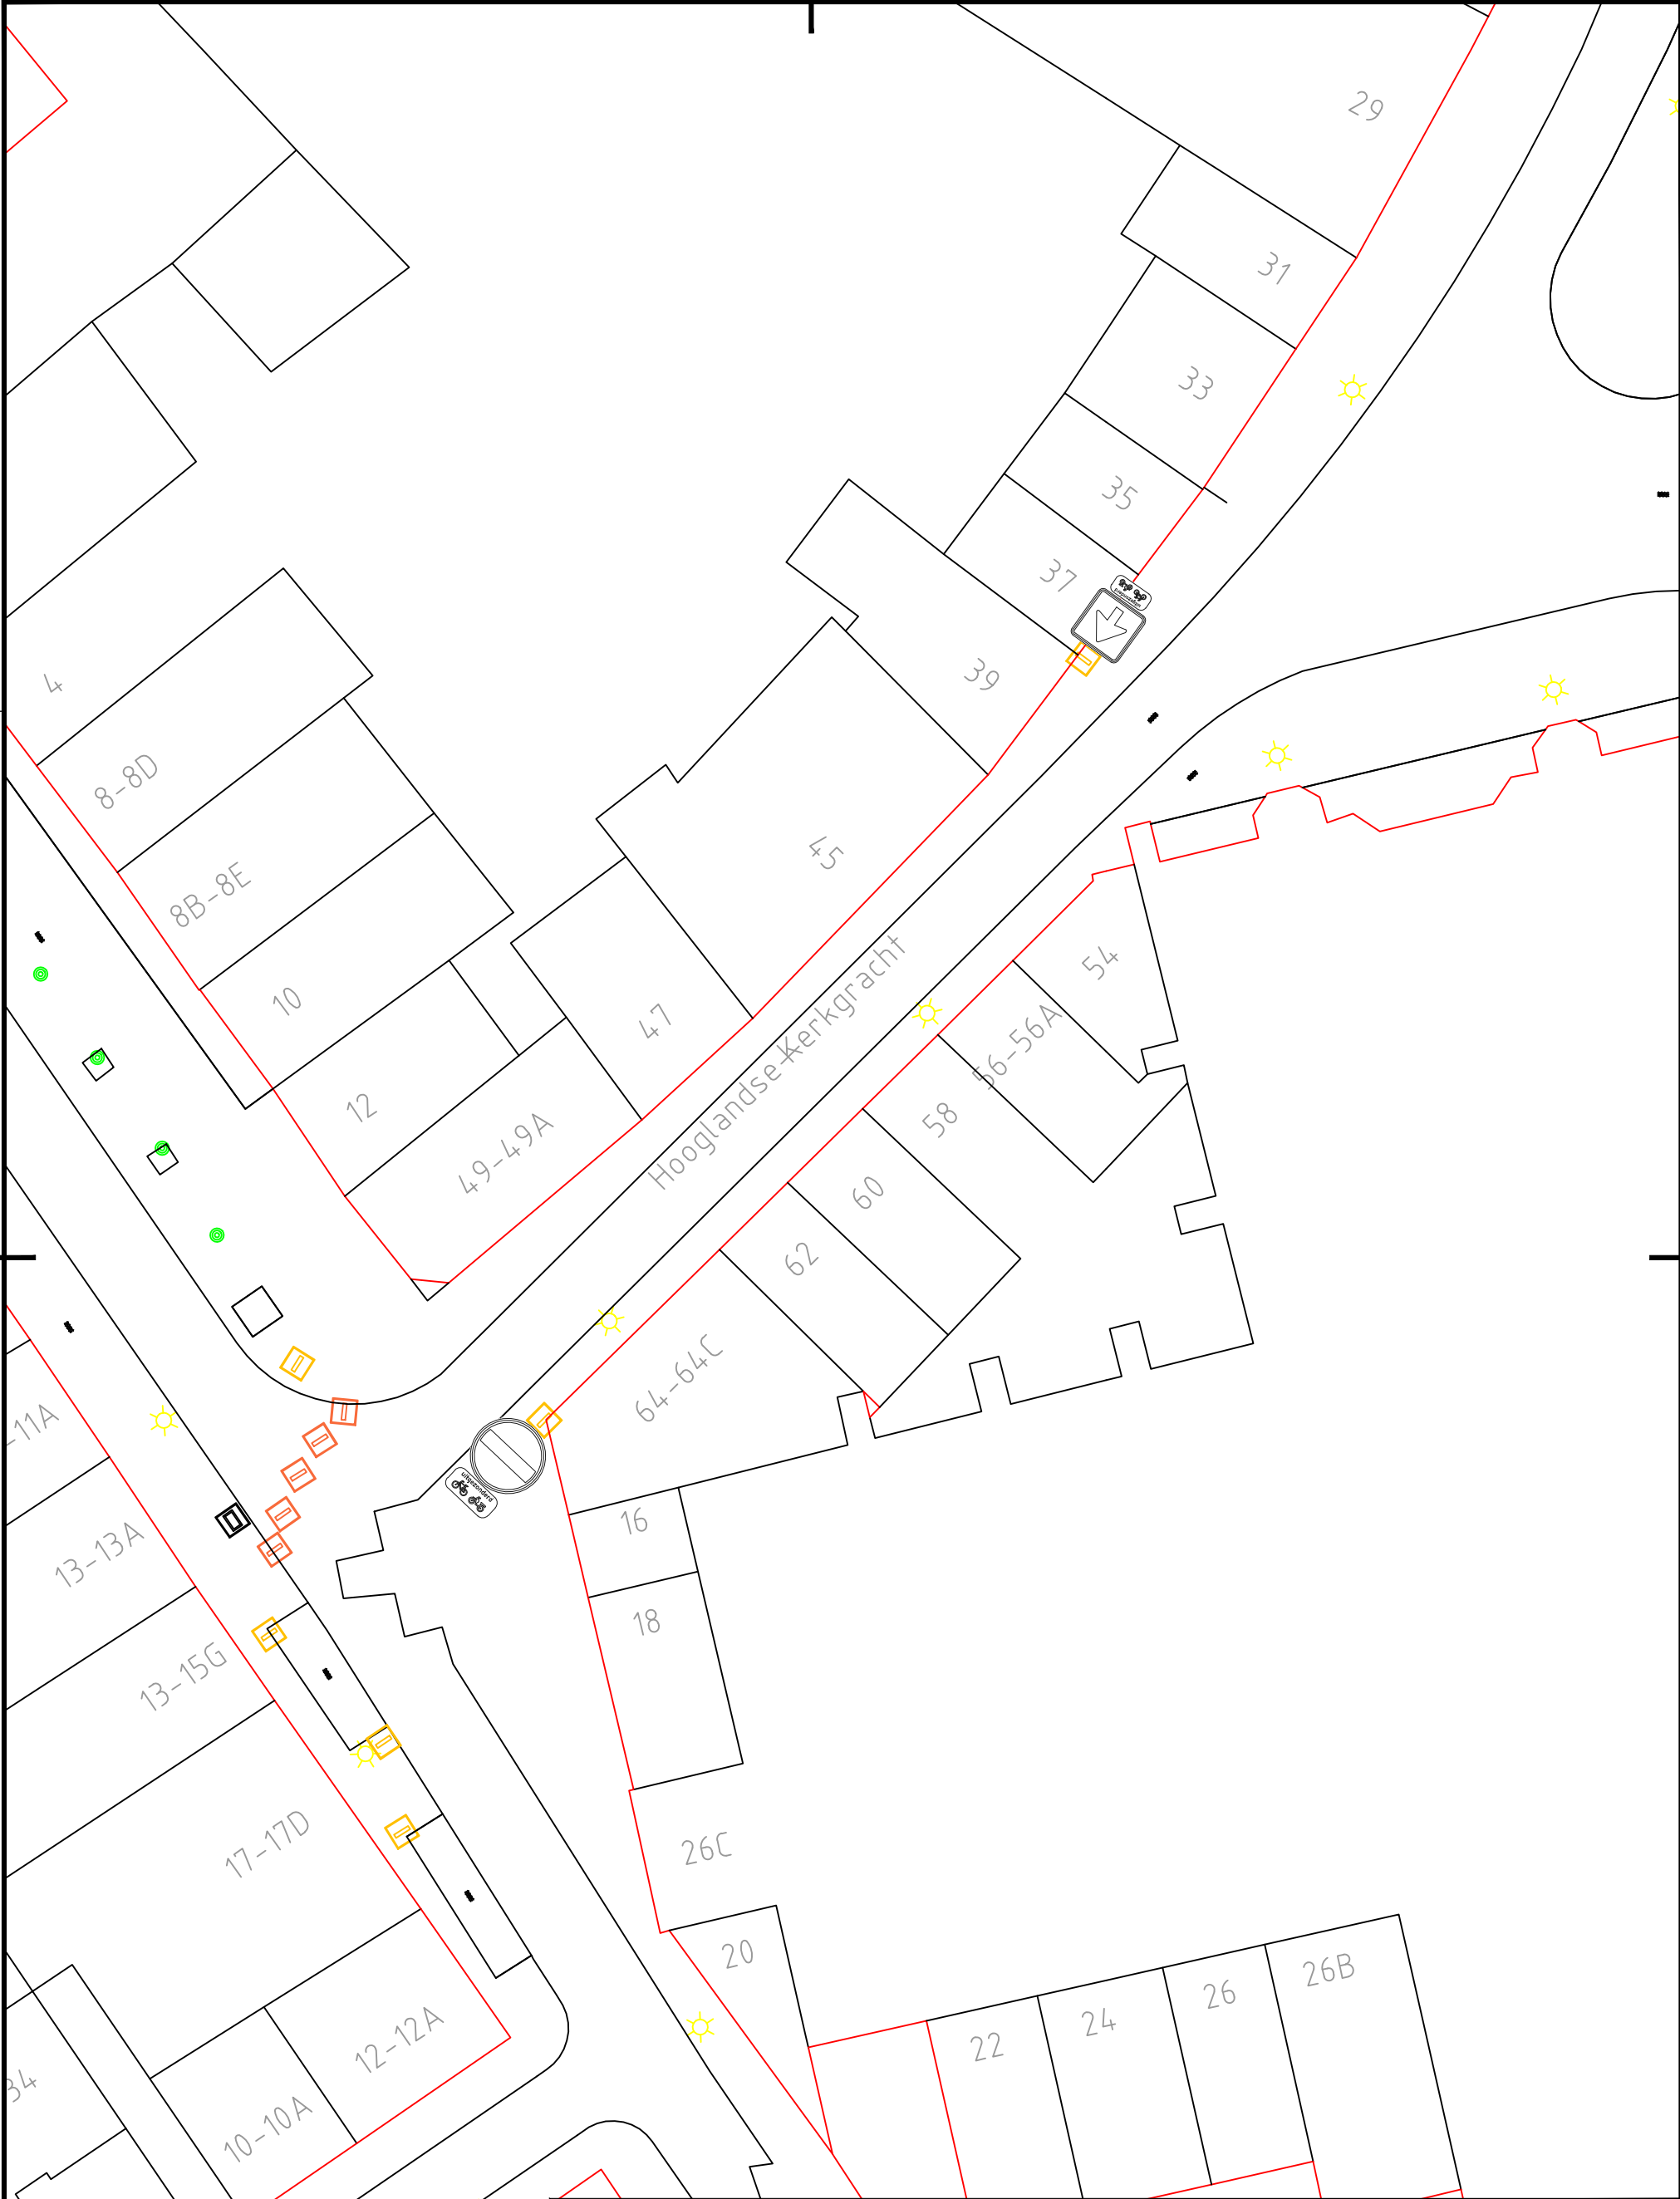 29
31
33
35
37
uitgezonderd
39
4
8-8D
45
8B-8E
10
54
47
56-56A
12
58
Hooglandse-Kerkgracht
49-49A
60
62
64-64C
-11A
uitgezonderd
16
13-13A
18
13-15G
17-17D
26C
20
26B
26
24
22
12-12A
34
10-10A